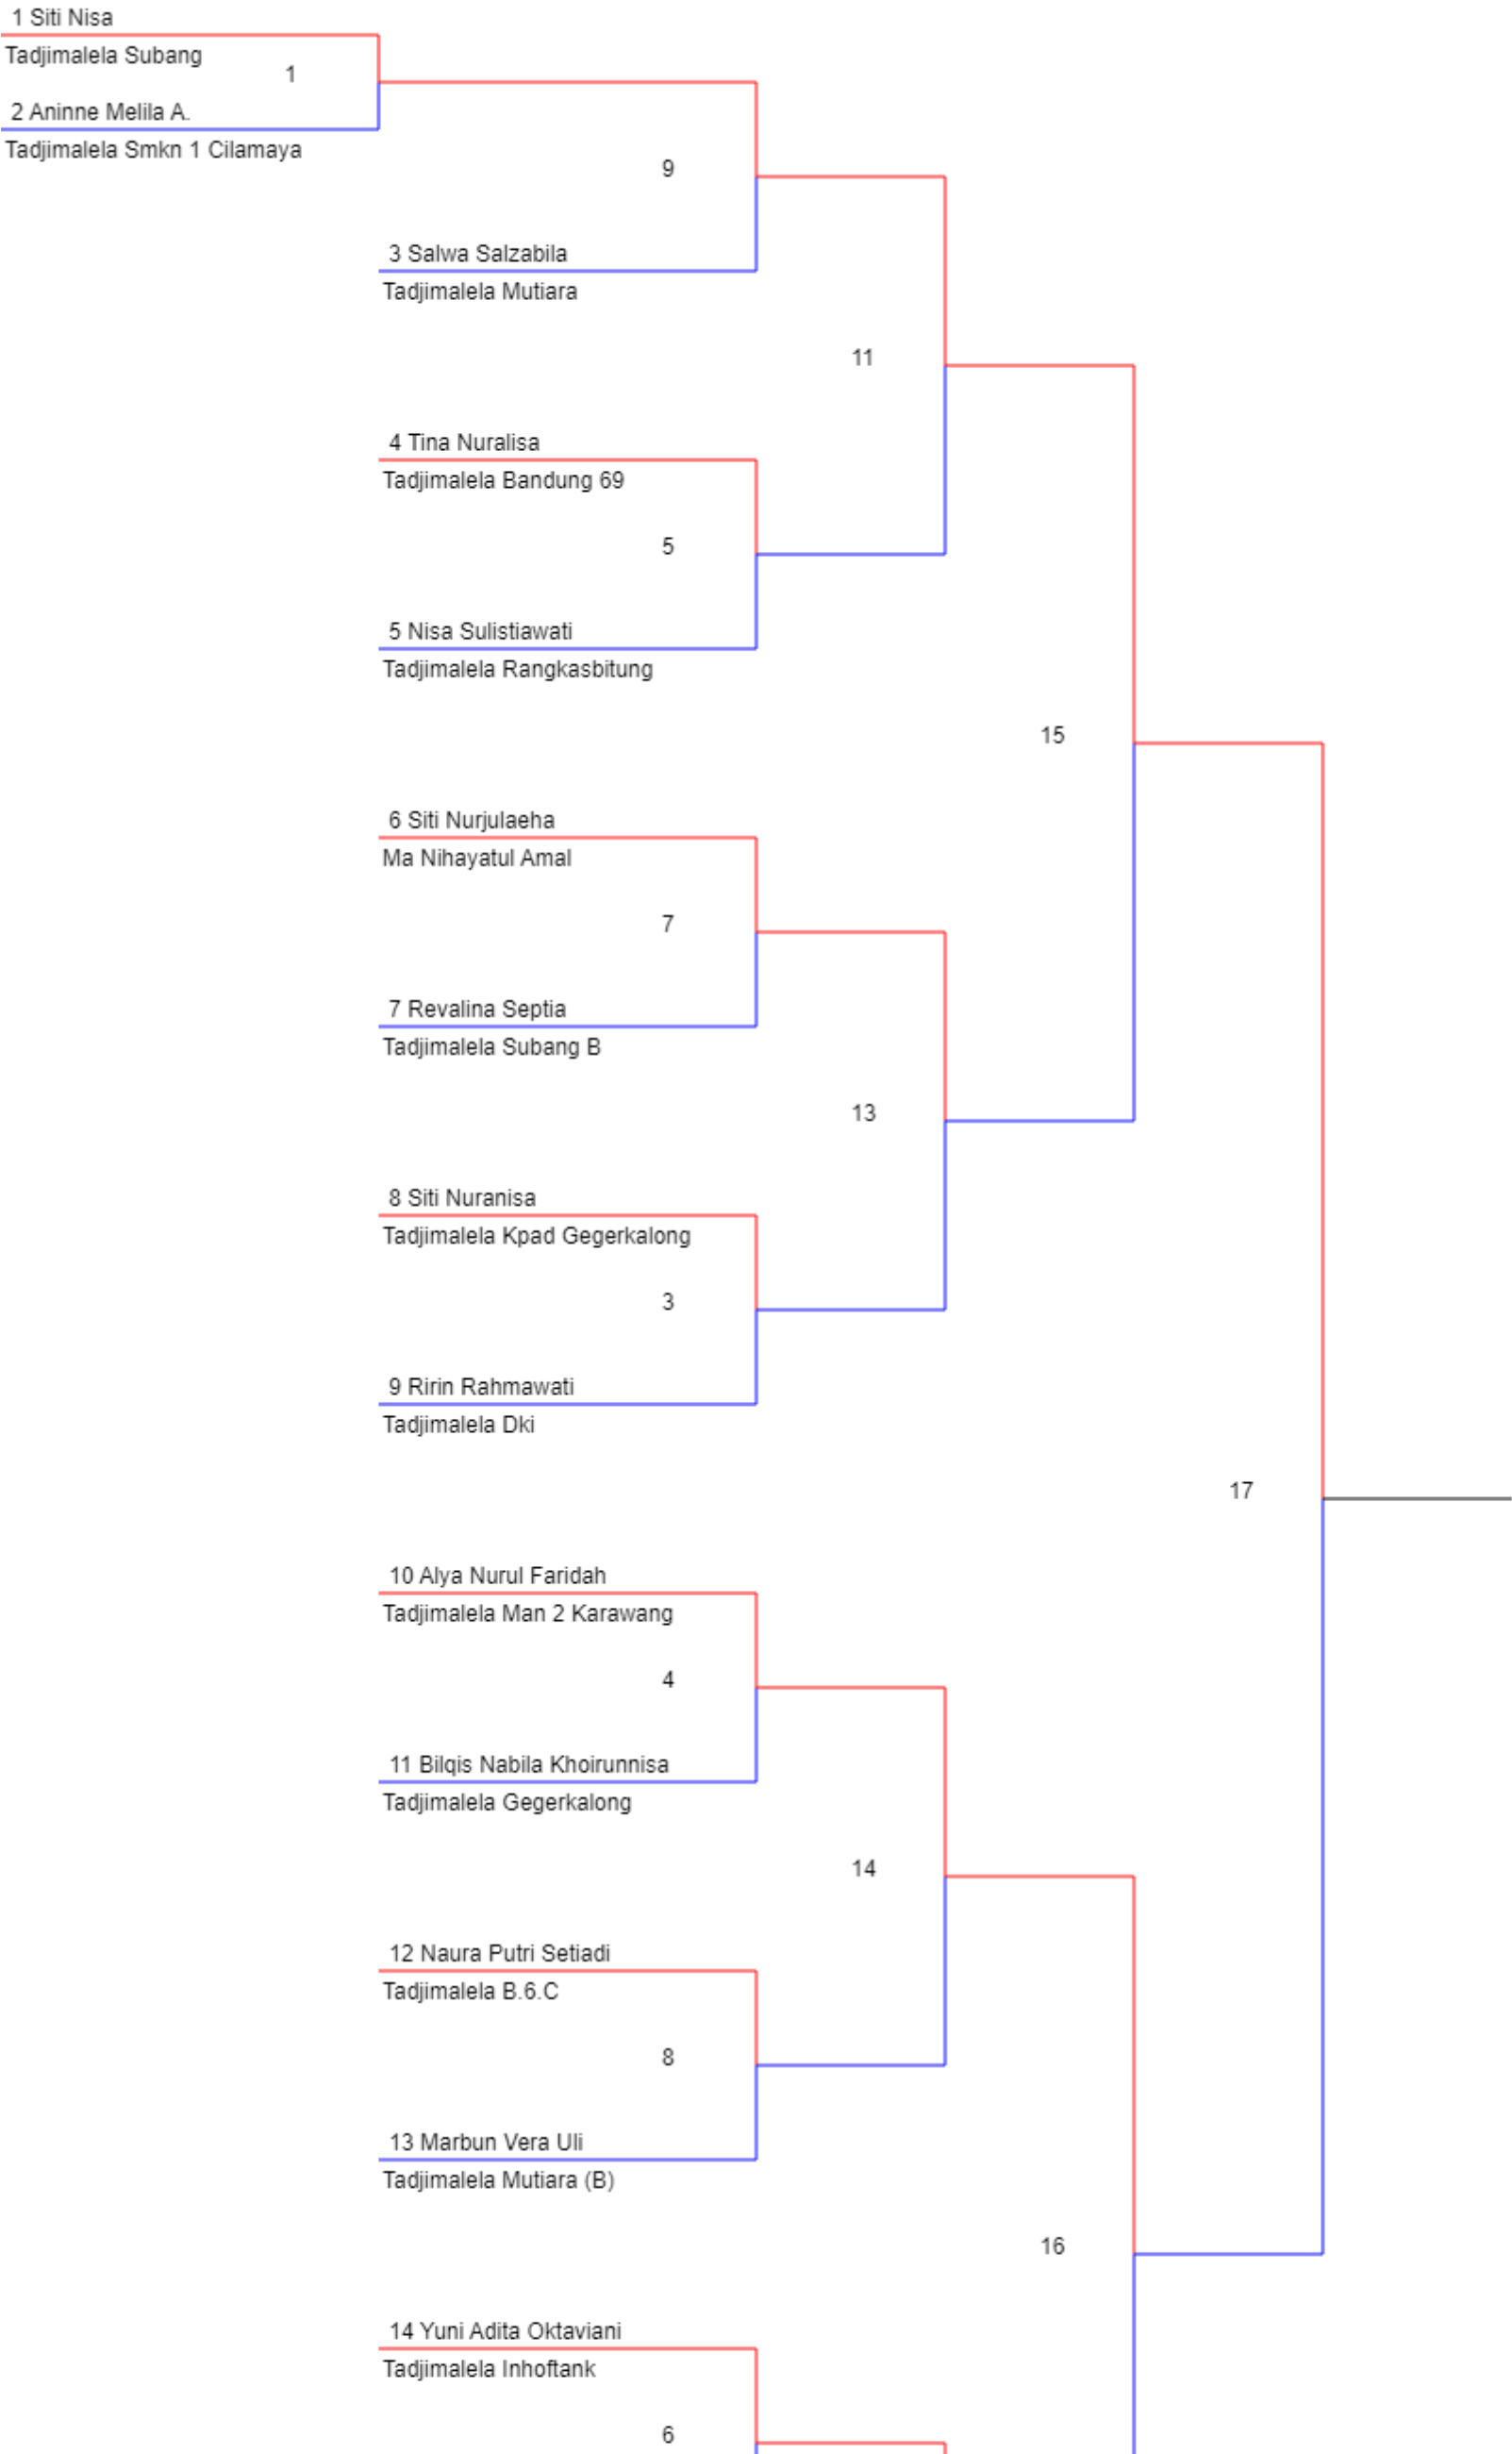 1 Siti Nisa
Tadjimalela Subang
1
2 Aninne Melila A.
Tadjimalela Smkn 1 Cilamaya
9
3 Salwa Salzabila
Tadjimalela Mutiara
11
4 Tina Nuralisa
Tadjimalela Bandung 69
5
5 Nisa Sulistiawati
Tadjimalela Rangkasbitung
15
6 Siti Nurjulaeha
Ma Nihayatul Amal
7
7 Revalina Septia
Tadjimalela Subang B
13
8 Siti Nuranisa
Tadjimalela Kpad Gegerkalong
3
9 Ririn Rahmawati
Tadjimalela Dki
17
10 Alya Nurul Faridah
Tadjimalela Man 2 Karawang
4
11 Bilqis Nabila Khoirunnisa
Tadjimalela Gegerkalong
14
12 Naura Putri Setiadi
Tadjimalela B.6.C
8
13 Marbun Vera Uli
Tadjimalela Mutiara (B)
16
14 Yuni Adita Oktaviani
Tadjimalela Inhoftank
6